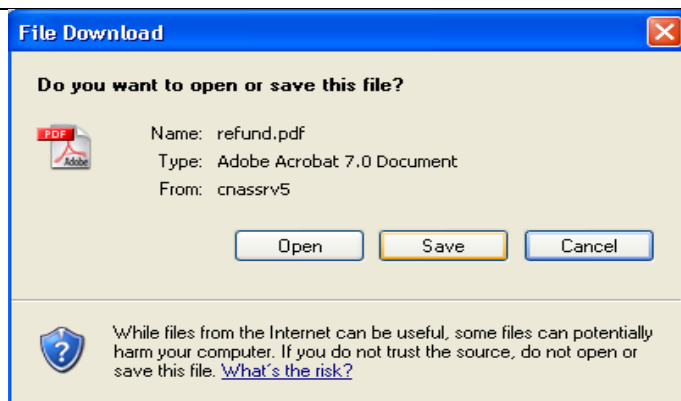 File Download
Do you want to open or save this file?
PDF
Adobe
Name: refund.pdf
Type: Adobe Acrobat 7.0 Document
From: cnassrv5
Open Save Cancel
While files from the Internet can be useful, some files can potentially
harm your computer. If you do not trust the source, do not open or
save this file. What's the risk?